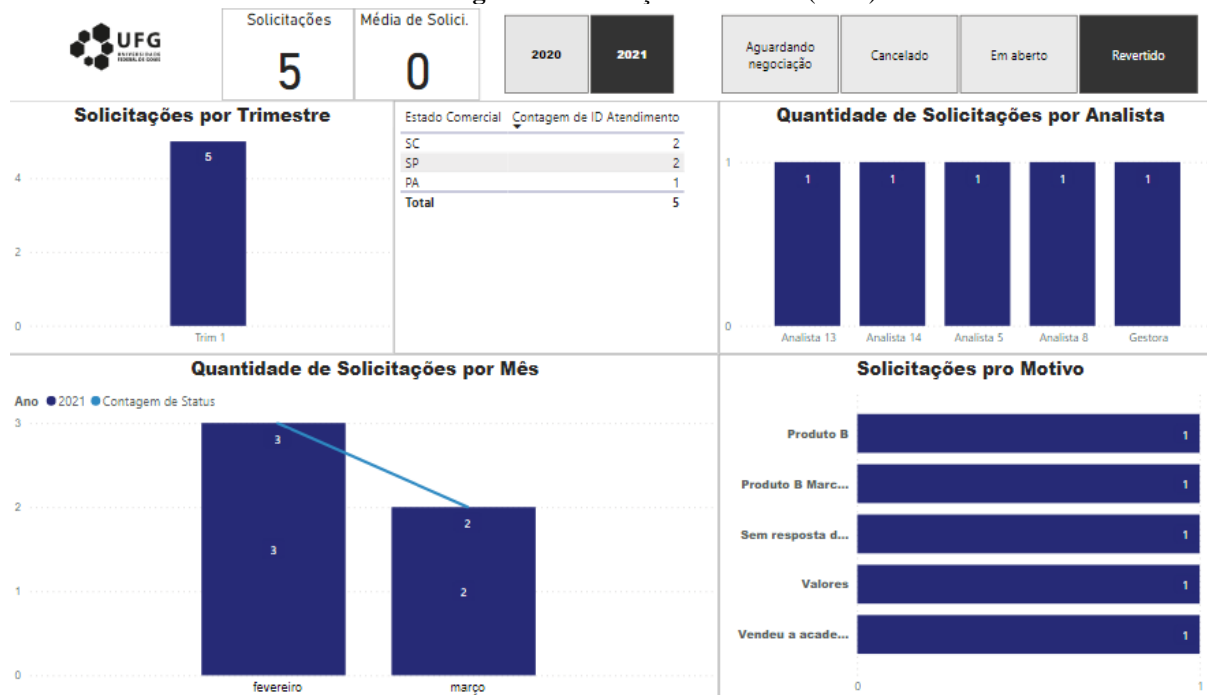 UFG
UNIVERSIDADE
FEDERAL DE GOIÁS
Solicitações
5
Média de Solici.
0
2020
2021
Aguardando
negociação
Cancelado
Em aberto
Revertido
Solicitações por Trimestre
5
4
2
0
Trim 1
Estado Comercial Contagem de ID Atendimento
SC 2
SP 2
PA 1
Total 5
Quantidade de Solicitações por Analista
1
1 1 1 1 1
0
Analista 13 Analista 14 Analista 5 Analista 8 Gestora
Quantidade de Solicitações por Mês
Ano 2021 Contagem de Status
3
3
2
2
3
2
1
0
fevereiro março
Solicitações pro Motivo
Produto B 1
Produto B Marc... 1
Sem resposta d... 1
Valores 1
Vendeu a acade... 1
0 1